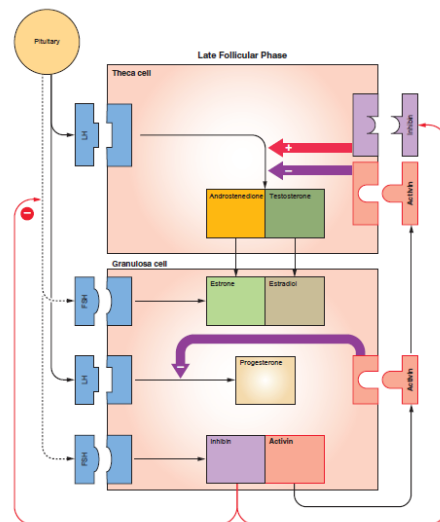 Pituitary
Late Follicular Phase
Theca cell
LH
+
−
Inhibin
Activin
Androstenedione
Testosterone
−
Granulosa cell
FSH
Estrone
Estradiol
LH
−
Progesterone
Activin
FSH
Inhibin
Activin